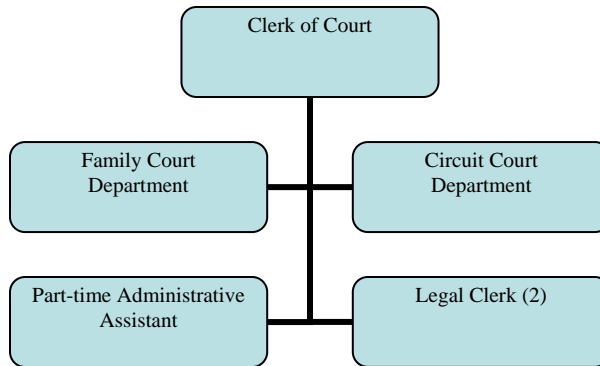 Clerk of Court
Family Court
Department
Circuit Court
Department
Part-time Administrative
Assistant
Legal Clerk (2)